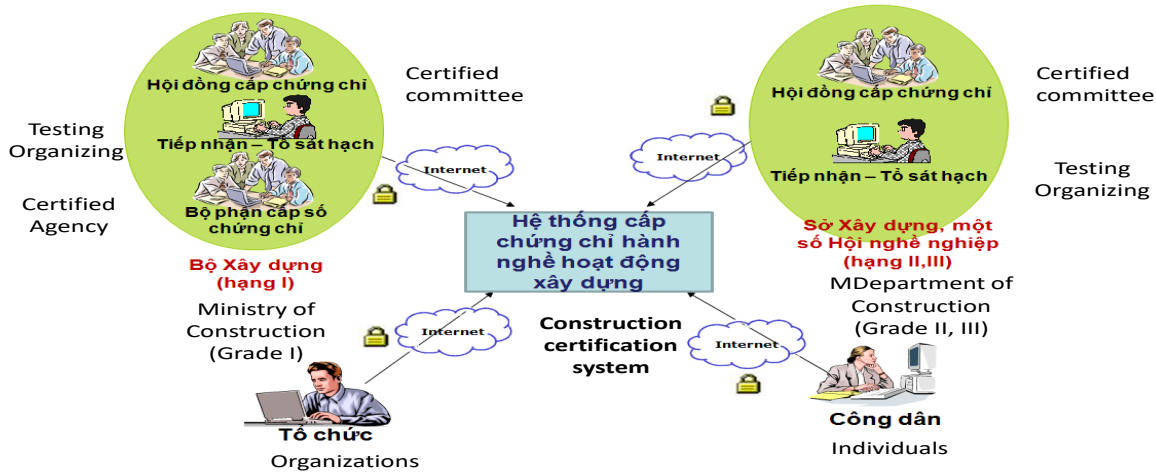 Hội đồng cấp chứng chỉ
Certified
committee
Testing
Organizing
Tiếp nhận – Tổ sát hạch
Certified
Agency
Bộ phận cấp số
chứng chỉ
Internet
Bộ Xây dựng
(hạng I)
Ministry of
Construction
(Grade I)
Hội đồng cấp chứng chỉ
Certified
committee
Internet
Tiếp nhận – Tổ sát hạch
Testing
Organizing
Sở Xây dựng, một
số Hội nghề nghiệp
(hạng II,III)
MDepartment of
Construction
(Grade II, III)
Hệ thống cấp
chứng chỉ hành
nghề hoạt động
xây dựng
Construction
certification
system
Internet
Internet
Tổ chức
Organizations
Công dân
Individuals